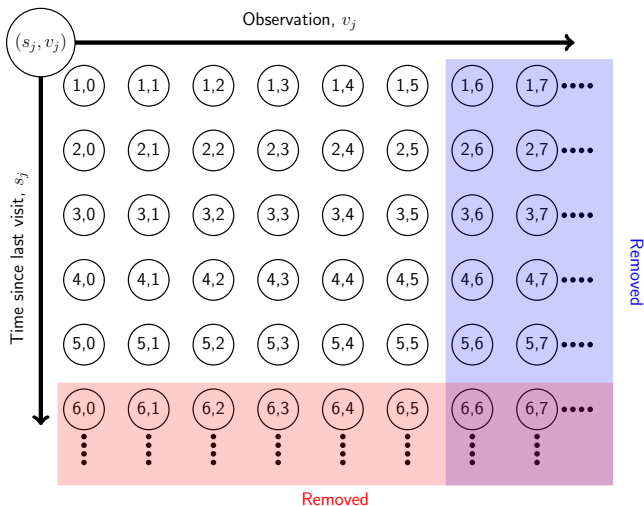 Observation, $v_j$
$(s_j, v_j)$
1,0 1,1 1,2 1,3 1,4 1,5 1,6 1,7
2,0 2,1 2,2 2,3 2,4 2,5 2,6 2,7
3,0 3,1 3,2 3,3 3,4 3,5 3,6 3,7
4,0 4,1 4,2 4,3 4,4 4,5 4,6 4,7
5,0 5,1 5,2 5,3 5,4 5,5 5,6 5,7
6,0 6,1 6,2 6,3 6,4 6,5 6,6 6,7
Time since last visit, $s_j$
Removed
Removed